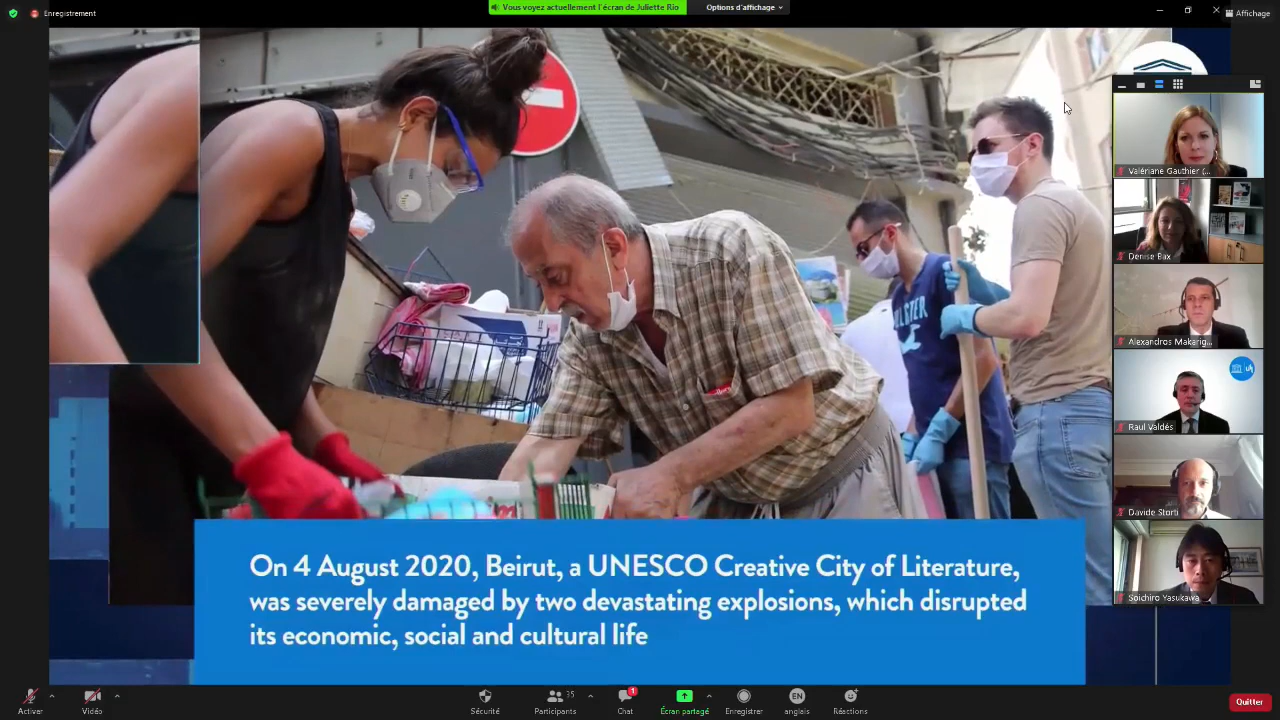 Enregistrement
Vous voyez actuellement l'écran de Juliette Rio
Options d'affichage
Affichage
Valériane Gauthier (...
Denise Bax
Alexandros Makarig...
Raul Valdés
Davide Storti
Soichiro Yasukawa
On 4 August 2020, Beirut, a UNESCO Creative City of Literature,
was severely damaged by two devastating explosions, which disrupted
its economic, social and cultural life
Activer
Vidéo
Sécurité
Participants
35
Chat
1
Écran partagé
Enregistrer
EN
anglais
Réactions
Quitter